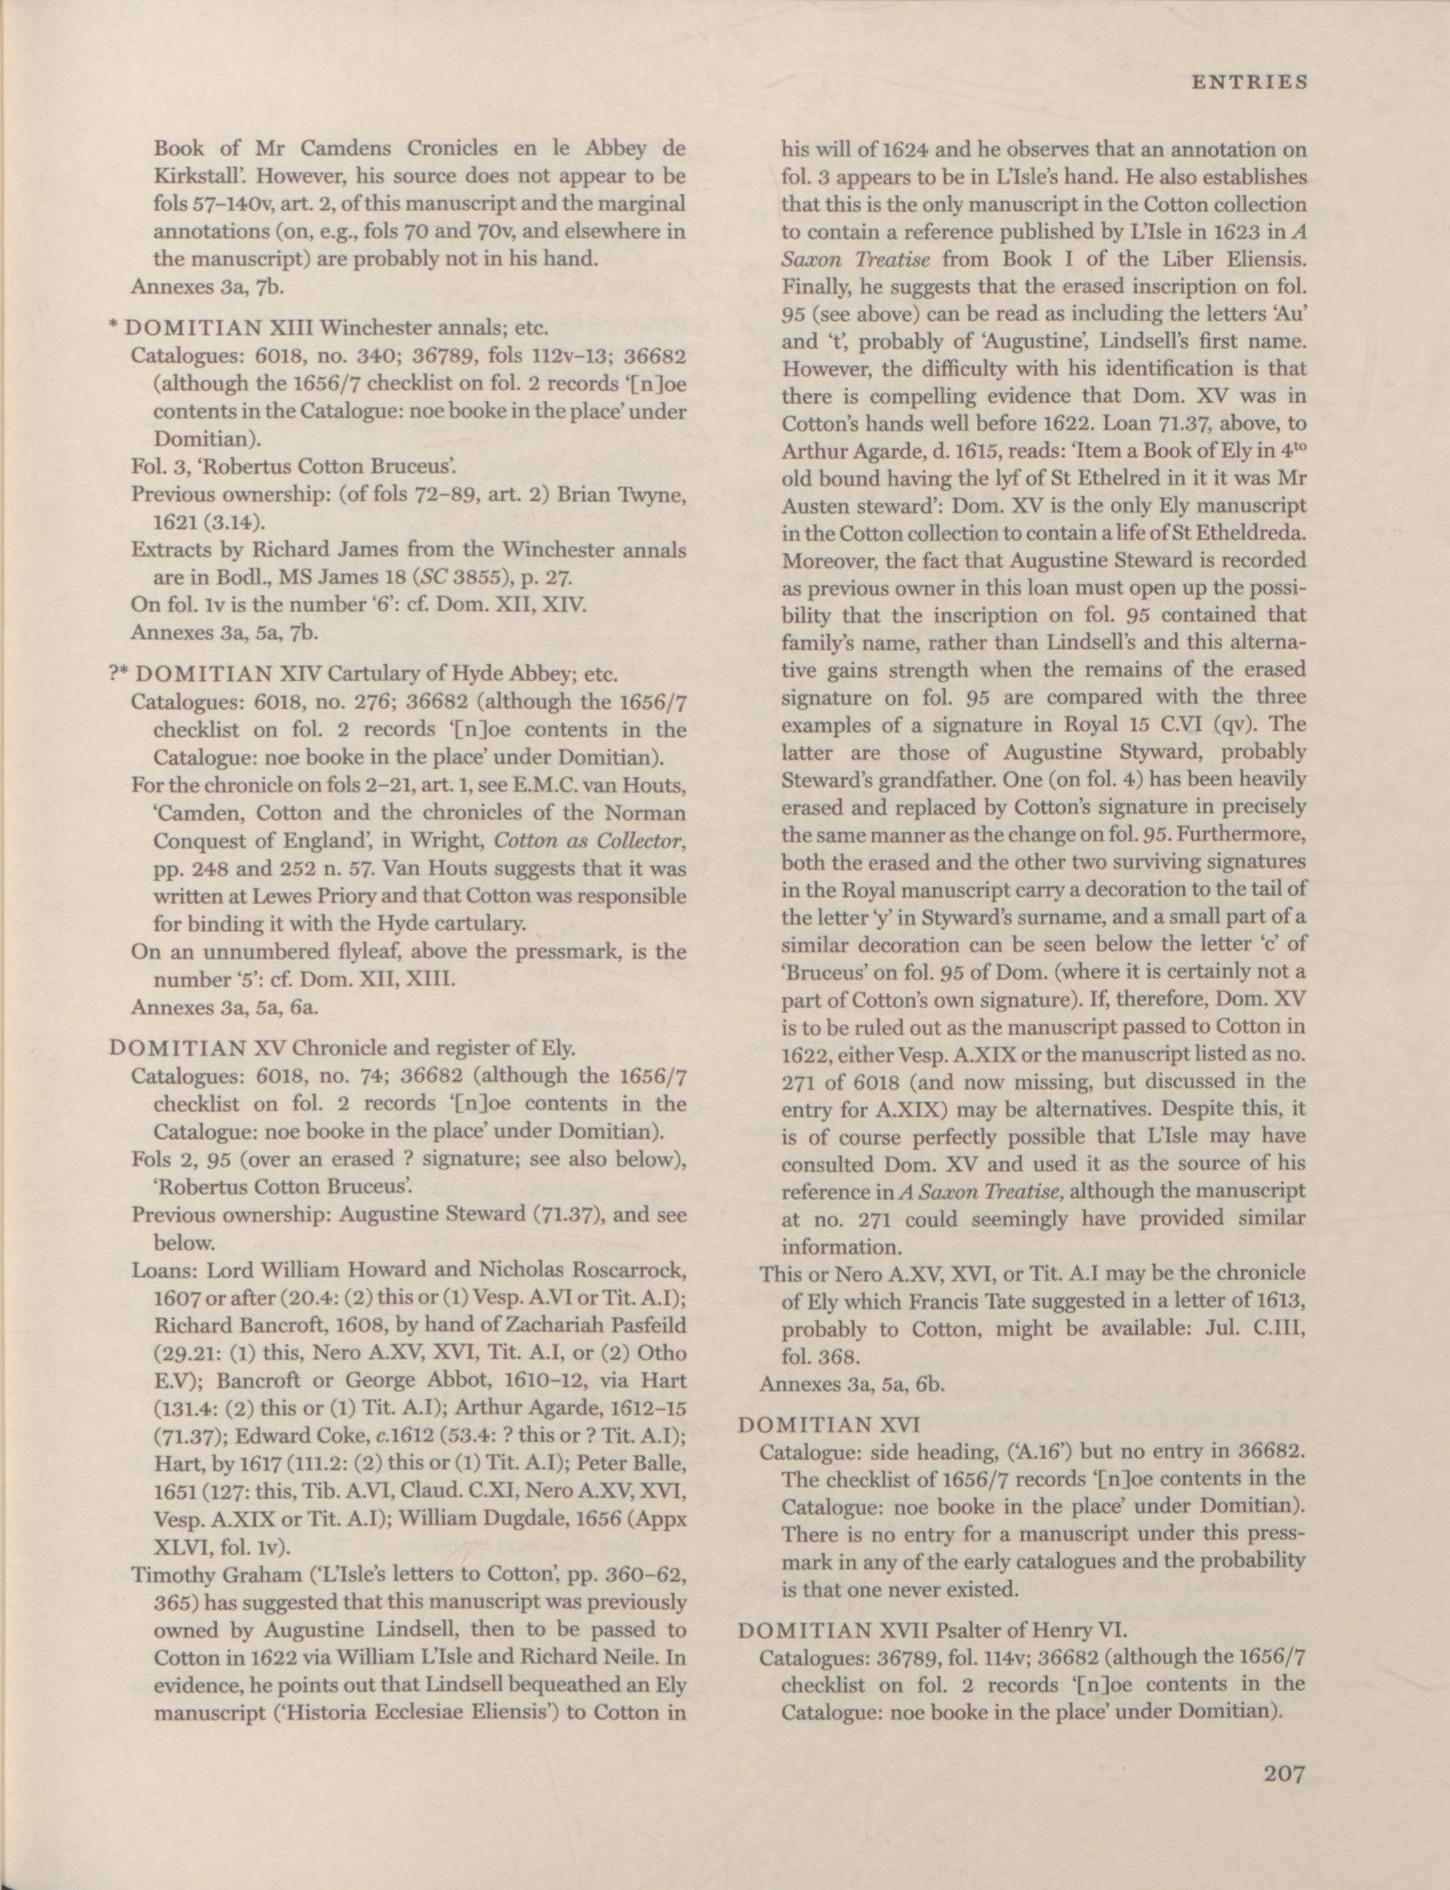 ENTRIES
Book of Mr Camdens Cronicles en le Abbey de
Kirkstall’. However, his source does not appear to be
fols 57–140v, art. 2, of this manuscript and the marginal
annotations (on, e.g., fols 70 and 70v, and elsewhere in
the manuscript) are probably not in his hand.
Annexes 3a, 7b.
* DOMITIAN XIII Winchester annals; etc.
Catalogues: 6018, no. 340; 36789, fols 112v–13; 36682
(although the 1656/7 checklist on fol. 2 records ‘[n]oe
contents in the Catalogue: noe booke in the place’ under
Domitian).
Fol. 3, ‘Robertus Cotton Bruceus’.
Previous ownership: (of fols 72–89, art. 2) Brian Twyne,
1621 (3.14).
Extracts by Richard James from the Winchester annals
are in Bodl., MS James 18 (SC 3855), p. 27.
On fol. 1v is the number ‘6’: cf. Dom. XII, XIV.
Annexes 3a, 5a, 7b.
?* DOMITIAN XIV Cartulary of Hyde Abbey; etc.
Catalogues: 6018, no. 276; 36682 (although the 1656/7
checklist on fol. 2 records ‘[n]oe contents in the
Catalogue: noe booke in the place’ under Domitian).
For the chronicle on fols 2–21, art. 1, see E.M.C. van Houts,
‘Camden, Cotton and the chronicles of the Norman
Conquest of England’, in Wright, Cotton as Collector,
pp. 248 and 252 n. 57. Van Houts suggests that it was
written at Lewes Priory and that Cotton was responsible
for binding it with the Hyde cartulary.
On an unnumbered flyleaf, above the pressmark, is the
number ‘5’: cf. Dom. XII, XIII.
Annexes 3a, 5a, 6a.
DOMITIAN XV Chronicle and register of Ely.
Catalogues: 6018, no. 74; 36682 (although the 1656/7
checklist on fol. 2 records ‘[n]oe contents in the
Catalogue: noe booke in the place’ under Domitian).
Fols 2, 95 (over an erased ? signature; see also below),
‘Robertus Cotton Bruceus’.
Previous ownership: Augustine Steward (71.37), and see
below.
Loans: Lord William Howard and Nicholas Roscarrock,
1607 or after (20.4: (2) this or (1) Vesp. A.VI or Tit. A.I);
Richard Bancroft, 1608, by hand of Zachariah Pasfeild
(29.21: (1) this, Nero A.XV, XVI, Tit. A.I, or (2) Otho
E.V); Bancroft or George Abbot, 1610–12, via Hart
(131.4: (2) this or (1) Tit. A.I); Arthur Agarde, 1612–15
(71.37); Edward Coke, c.1612 (53.4: ? this or ? Tit. A.I);
Hart, by 1617 (111.2: (2) this or (1) Tit. A.I); Peter Balle,
1651 (127: this, Tib. A.VI, Claud. C.XI, Nero A.XV, XVI,
Vesp. A.XIX or Tit. A.I); William Dugdale, 1656 (Appx
XLVI, fol. 1v).
Timothy Graham (‘L’Isle’s letters to Cotton’, pp. 360–62,
365) has suggested that this manuscript was previously
owned by Augustine Lindsell, then to be passed to
Cotton in 1622 via William L’Isle and Richard Neile. In
evidence, he points out that Lindsell bequeathed an Ely
manuscript (‘Historia Ecclesiae Eliensis’) to Cotton in
his will of 1624 and he observes that an annotation on
fol. 3 appears to be in L’Isle’s hand. He also establishes
that this is the only manuscript in the Cotton collection
to contain a reference published by L’Isle in 1623 in A
Saxon Treatise from Book I of the Liber Eliensis.
Finally, he suggests that the erased inscription on fol.
95 (see above) can be read as including the letters ‘Au’
and ‘t’, probably of ‘Augustine’, Lindsell’s first name.
However, the difficulty with his identification is that
there is compelling evidence that Dom. XV was in
Cotton’s hands well before 1622. Loan 71.37, above, to
Arthur Agarde, d. 1615, reads: ‘Item a Book of Ely in 4to
old bound having the lyf of St Ethelred in it it was Mr
Austen steward’: Dom. XV is the only Ely manuscript
in the Cotton collection to contain a life of St Etheldreda.
Moreover, the fact that Augustine Steward is recorded
as previous owner in this loan must open up the possi-
bility that the inscription on fol. 95 contained that
family’s name, rather than Lindsell’s and this alterna-
tive gains strength when the remains of the erased
signature on fol. 95 are compared with the three
examples of a signature in Royal 15 C.VI (qv). The
latter are those of Augustine Styward, probably
Steward’s grandfather. One (on fol. 4) has been heavily
erased and replaced by Cotton’s signature in precisely
the same manner as the change on fol. 95. Furthermore,
both the erased and the other two surviving signatures
in the Royal manuscript carry a decoration to the tail of
the letter ‘y’ in Styward’s surname, and a small part of a
similar decoration can be seen below the letter ‘c’ of
‘Bruceus’ on fol. 95 of Dom. (where it is certainly not a
part of Cotton’s own signature). If, therefore, Dom. XV
is to be ruled out as the manuscript passed to Cotton in
1622, either Vesp. A.XIX or the manuscript listed as no.
271 of 6018 (and now missing, but discussed in the
entry for A.XIX) may be alternatives. Despite this, it
is of course perfectly possible that L’Isle may have
consulted Dom. XV and used it as the source of his
reference in A Saxon Treatise, although the manuscript
at no. 271 could seemingly have provided similar
information.
This or Nero A.XV, XVI, or Tit. A.I may be the chronicle
of Ely which Francis Tate suggested in a letter of 1613,
probably to Cotton, might be available: Jul. C.III,
fol. 368.
Annexes 3a, 5a, 6b.
DOMITIAN XVI
Catalogue: side heading, (‘A.16’) but no entry in 36682.
The checklist of 1656/7 records ‘[n]oe contents in the
Catalogue: noe booke in the place’ under Domitian).
There is no entry for a manuscript under this press-
mark in any of the early catalogues and the probability
is that one never existed.
DOMITIAN XVII Psalter of Henry VI.
Catalogues: 36789, fol. 114v; 36682 (although the 1656/7
checklist on fol. 2 records ‘[n]oe contents in the
Catalogue: noe booke in the place’ under Domitian).
207